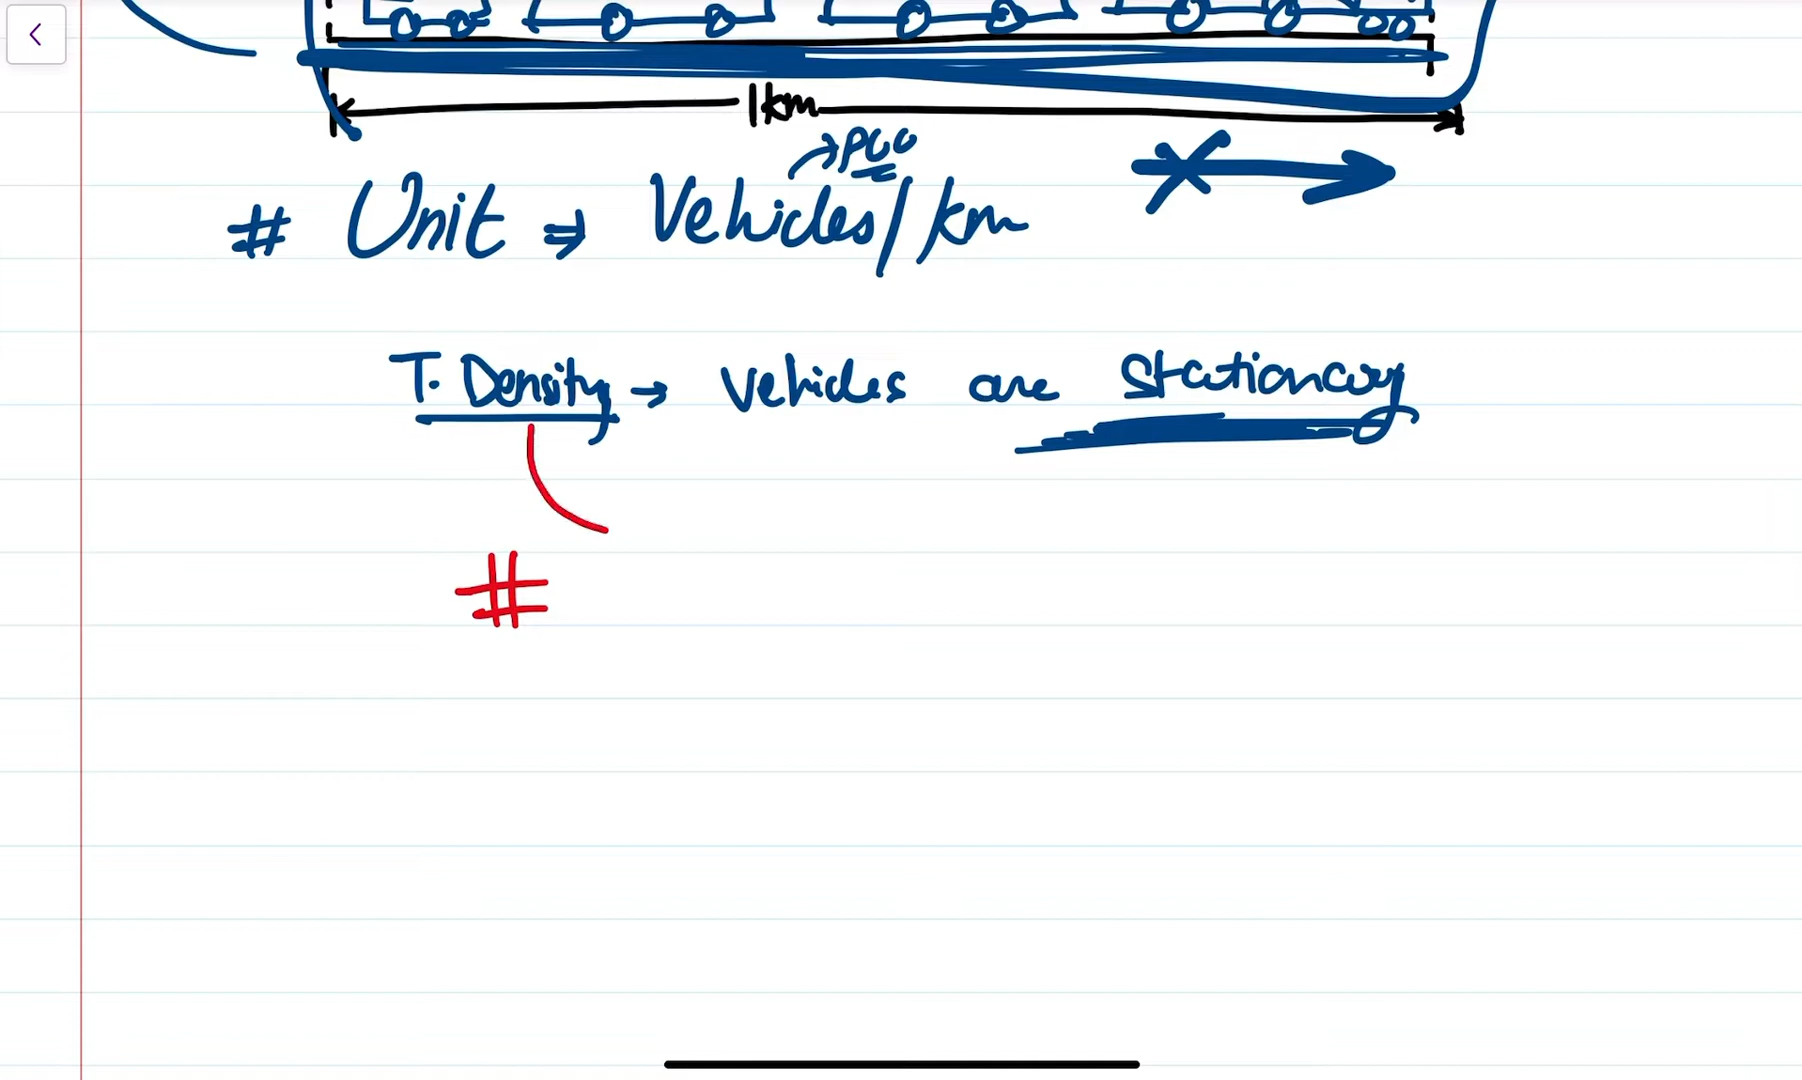 1km
PCU
# Unit ⇒ Vehicles/km
T. Density → Vehicles are Stationary
#